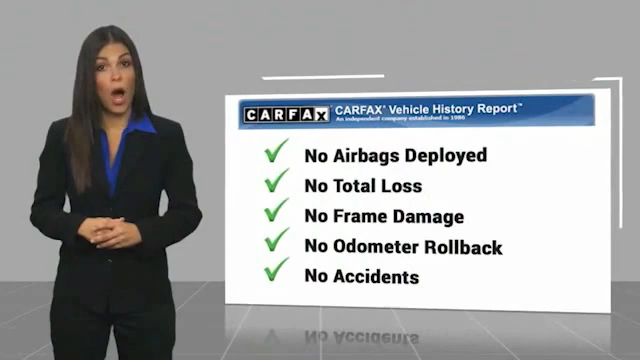 CARFAX CARFAX® Vehicle History Report™
An independent company established in 1986
No Airbags Deployed
No Total Loss
No Frame Damage
No Odometer Rollback
No Accidents